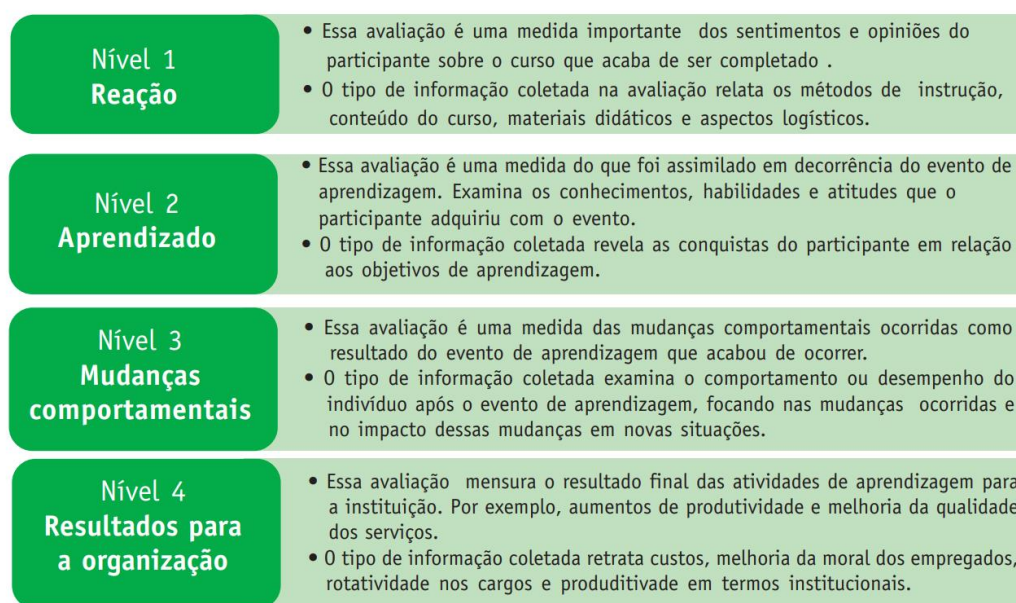 Nível 1
Reação
• Essa avaliação é uma medida importante dos sentimentos e opiniões do
participante sobre o curso que acaba de ser completado .
• O tipo de informação coletada na avaliação relata os métodos de instrução,
conteúdo do curso, materiais didáticos e aspectos logísticos.
Nível 2
Aprendizado
• Essa avaliação é uma medida do que foi assimilado em decorrência do evento de
aprendizagem. Examina os conhecimentos, habilidades e atitudes que o
participante adquiriu com o evento.
• O tipo de informação coletada revela as conquistas do participante em relação
aos objetivos de aprendizagem.
Nível 3
Mudanças
comportamentais
• Essa avaliação é uma medida das mudanças comportamentais ocorridas como
resultado do evento de aprendizagem que acabou de ocorrer.
• O tipo de informação coletada examina o comportamento ou desempenho do
indivíduo após o evento de aprendizagem, focando nas mudanças ocorridas e
no impacto dessas mudanças em novas situações.
Nível 4
Resultados para
a organização
• Essa avaliação mensura o resultado final das atividades de aprendizagem para
a instituição. Por exemplo, aumentos de produtividade e melhoria da qualidade
dos serviços.
• O tipo de informação coletada retrata custos, melhoria da moral dos empregados,
rotatividade nos cargos e produditivade em termos institucionais.